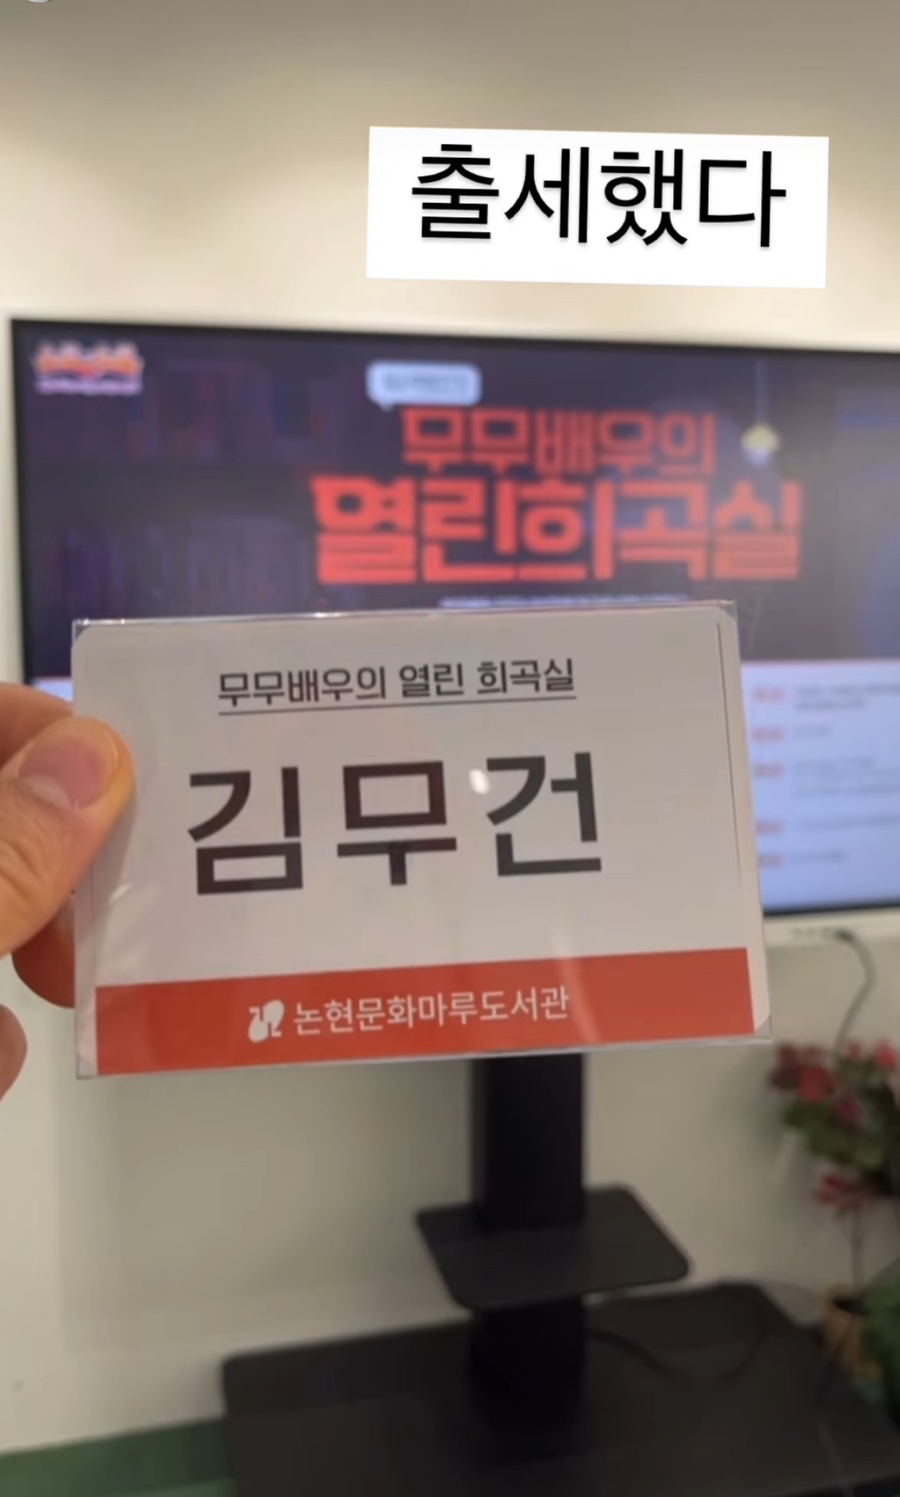 출세했다
무무배우의
열린희곡실
무무배우의 열린 희곡실
김무건
논현문화마루도서관